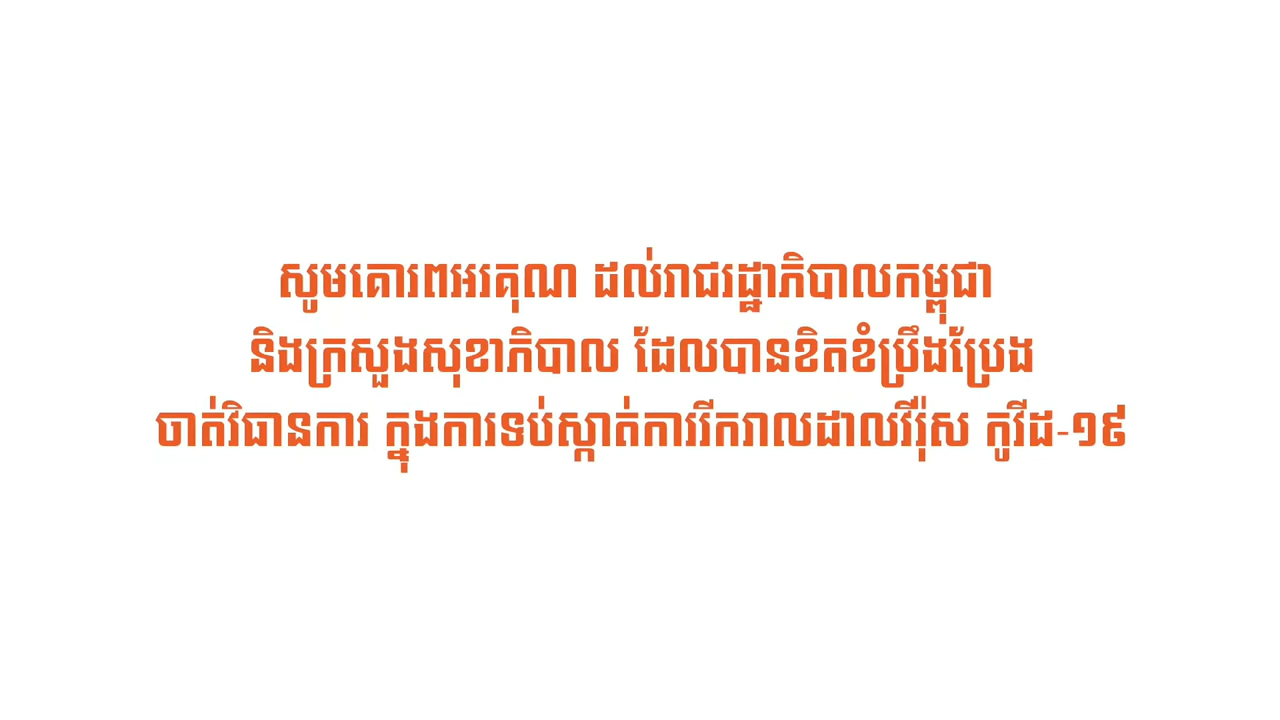 សូមគោរពអរគុណ ដល់រាជរដ្ឋាភិបាលកម្ពុជា
និងក្រសួងសុខាភិបាល ដែលបានខិតខំប្រឹងប្រែង
ចាត់វិធានការ ក្នុងការទប់ស្កាត់ការរីករាលដាលវីរ៉ុស កូវីដ-១៩